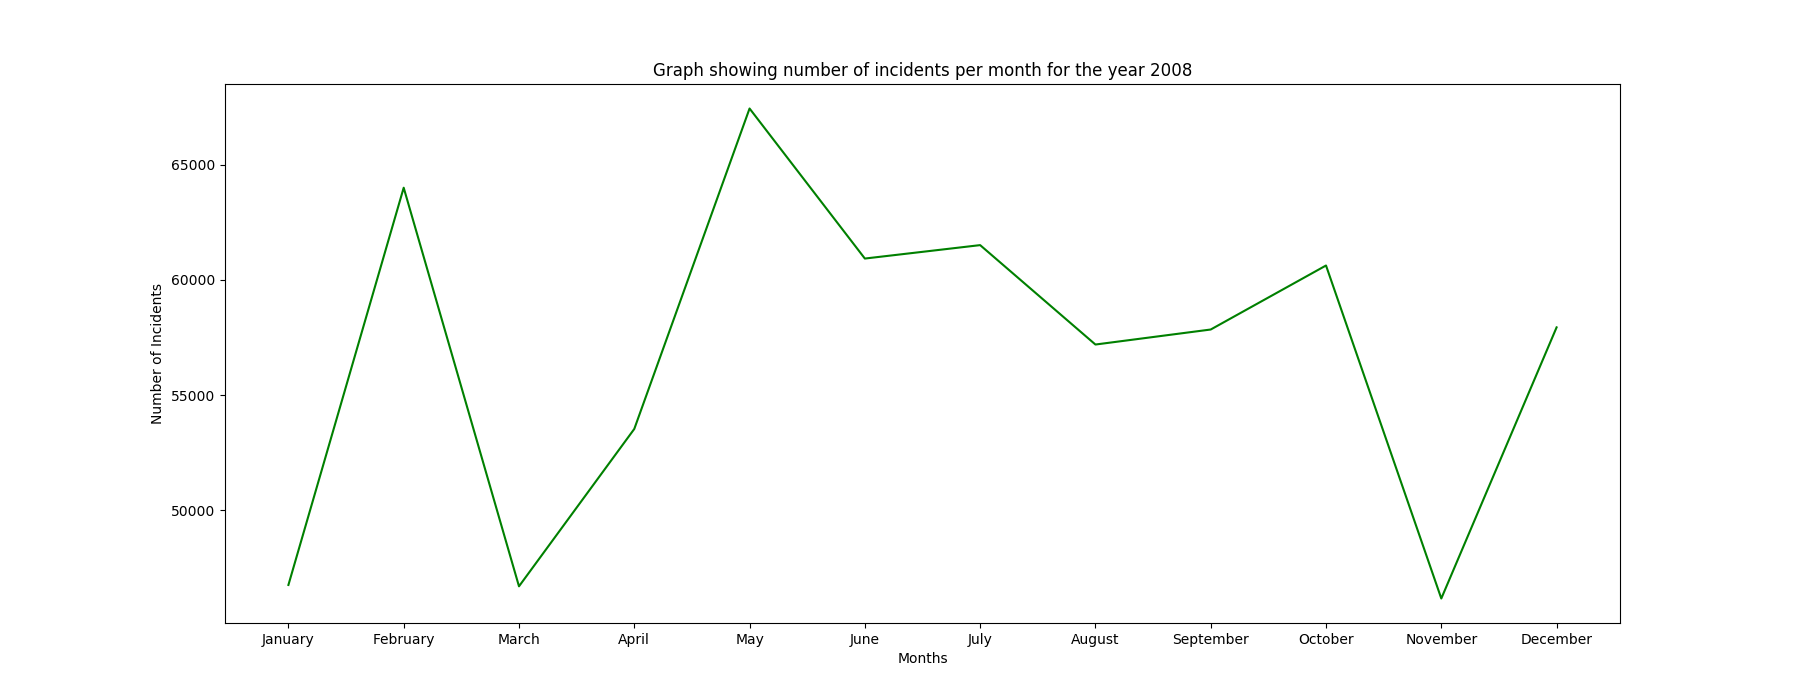 Graph showing number of incidents per month for the year 2008
Number of Incidents
65000
60000
55000
50000
January February March April May June July August September October November December
Months